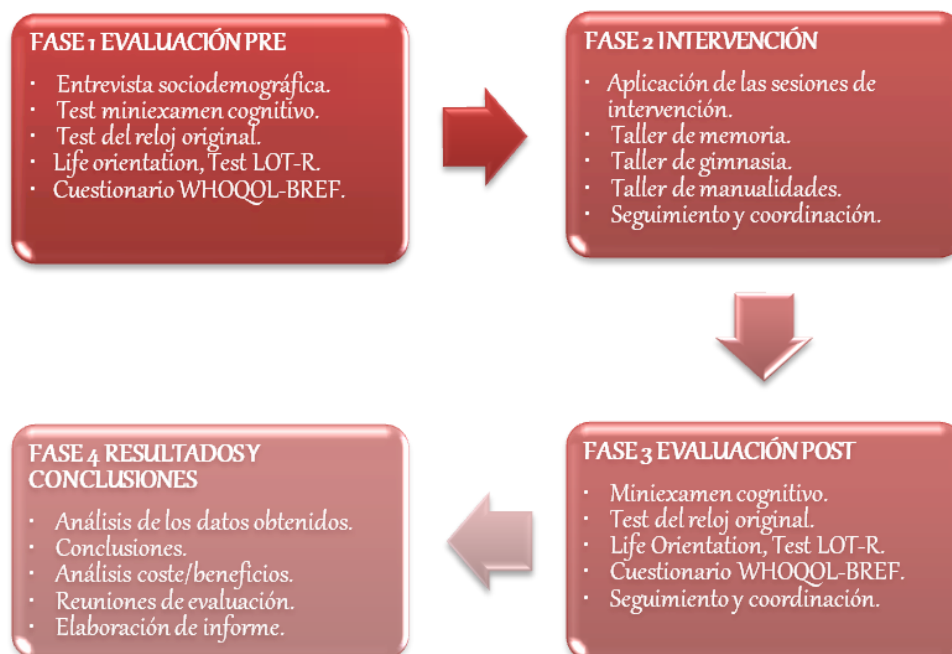 FASE 1 EVALUACIÓN PRE
· Entrevista sociodemográfica.
· Test miniexamen cognitivo.
· Test del reloj original.
· Life orientation, Test LOT-R.
· Cuestionario WHOQOL-BREF.
FASE 2 INTERVENCIÓN
· Aplicación de las sesiones de
intervención.
· Taller de memoria.
· Taller de gimnasia.
· Taller de manualidades.
· Seguimiento y coordinación.
FASE 3 EVALUACIÓN POST
· Miniexamen cognitivo.
· Test del reloj original.
· Life Orientation, Test LOT-R.
· Cuestionario WHOQOL-BREF.
· Seguimiento y coordinación.
FASE 4 RESULTADOS Y
CONCLUSIONES
· Análisis de los datos obtenidos.
· Conclusiones.
· Análisis coste/beneficios.
· Reuniones de evaluación.
· Elaboración de informe.